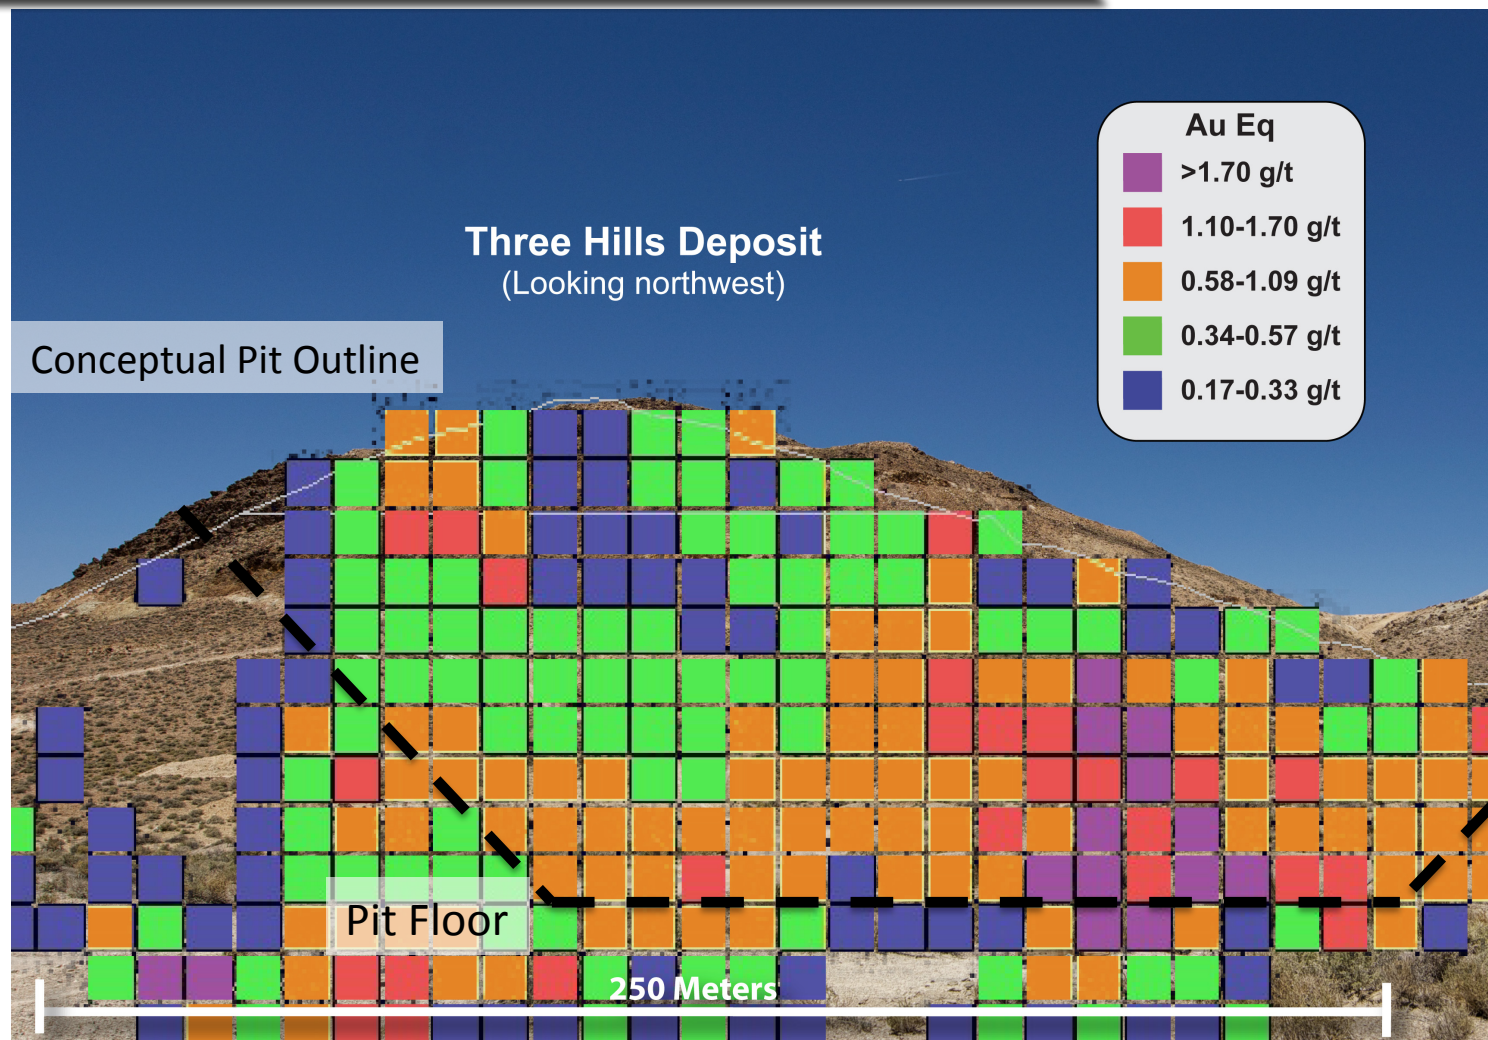 Au Eq
>1.70 g/t
1.10-1.70 g/t
0.58-1.09 g/t
0.34-0.57 g/t
0.17-0.33 g/t
Three Hills Deposit
(Looking northwest)
Conceptual Pit Outline
Pit Floor
250 Meters